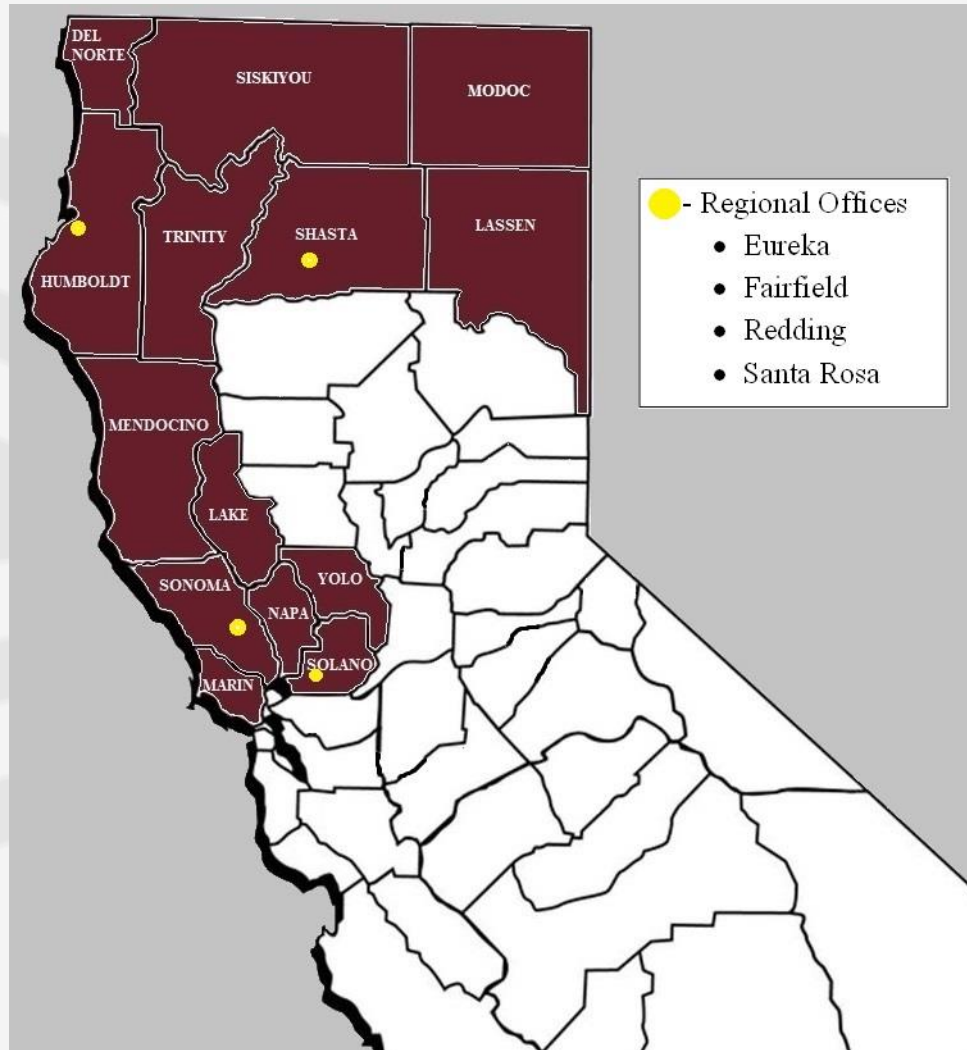 DEL
NORTE
SISKIYOU
MODOC
HUMBOLDT
TRINITY
SHASTA
LASSEN
MENDOCINO
LAKE
SONOMA
NAPA
YOLO
SOLANO
MARIN
- Regional Offices
• Eureka
• Fairfield
• Redding
• Santa Rosa